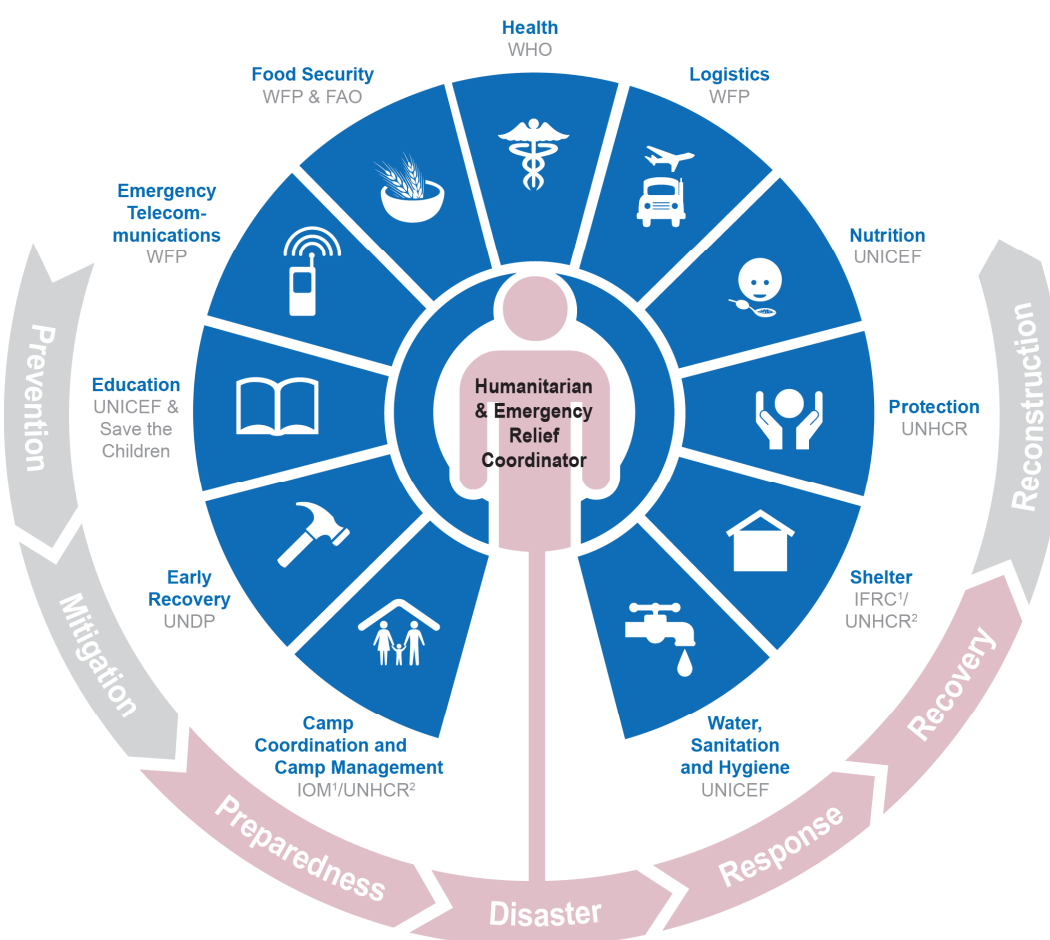 Health
WHO
Logistics
WFP
Nutrition
UNICEF
Protection
UNHCR
Shelter
IFRC¹/
UNHCR²
Water,
Sanitation
and Hygiene
UNICEF
Camp
Coordination and
Camp Management
IOM¹/UNHCR²
Early
Recovery
UNDP
Education
UNICEF &
Save the
Children
Emergency
Telecom-
munications
WFP
Food Security
WFP & FAO
Humanitarian
& Emergency
Relief
Coordinator
Prevention
Mitigation
Preparedness
Disaster
Response
Recovery
Reconstruction